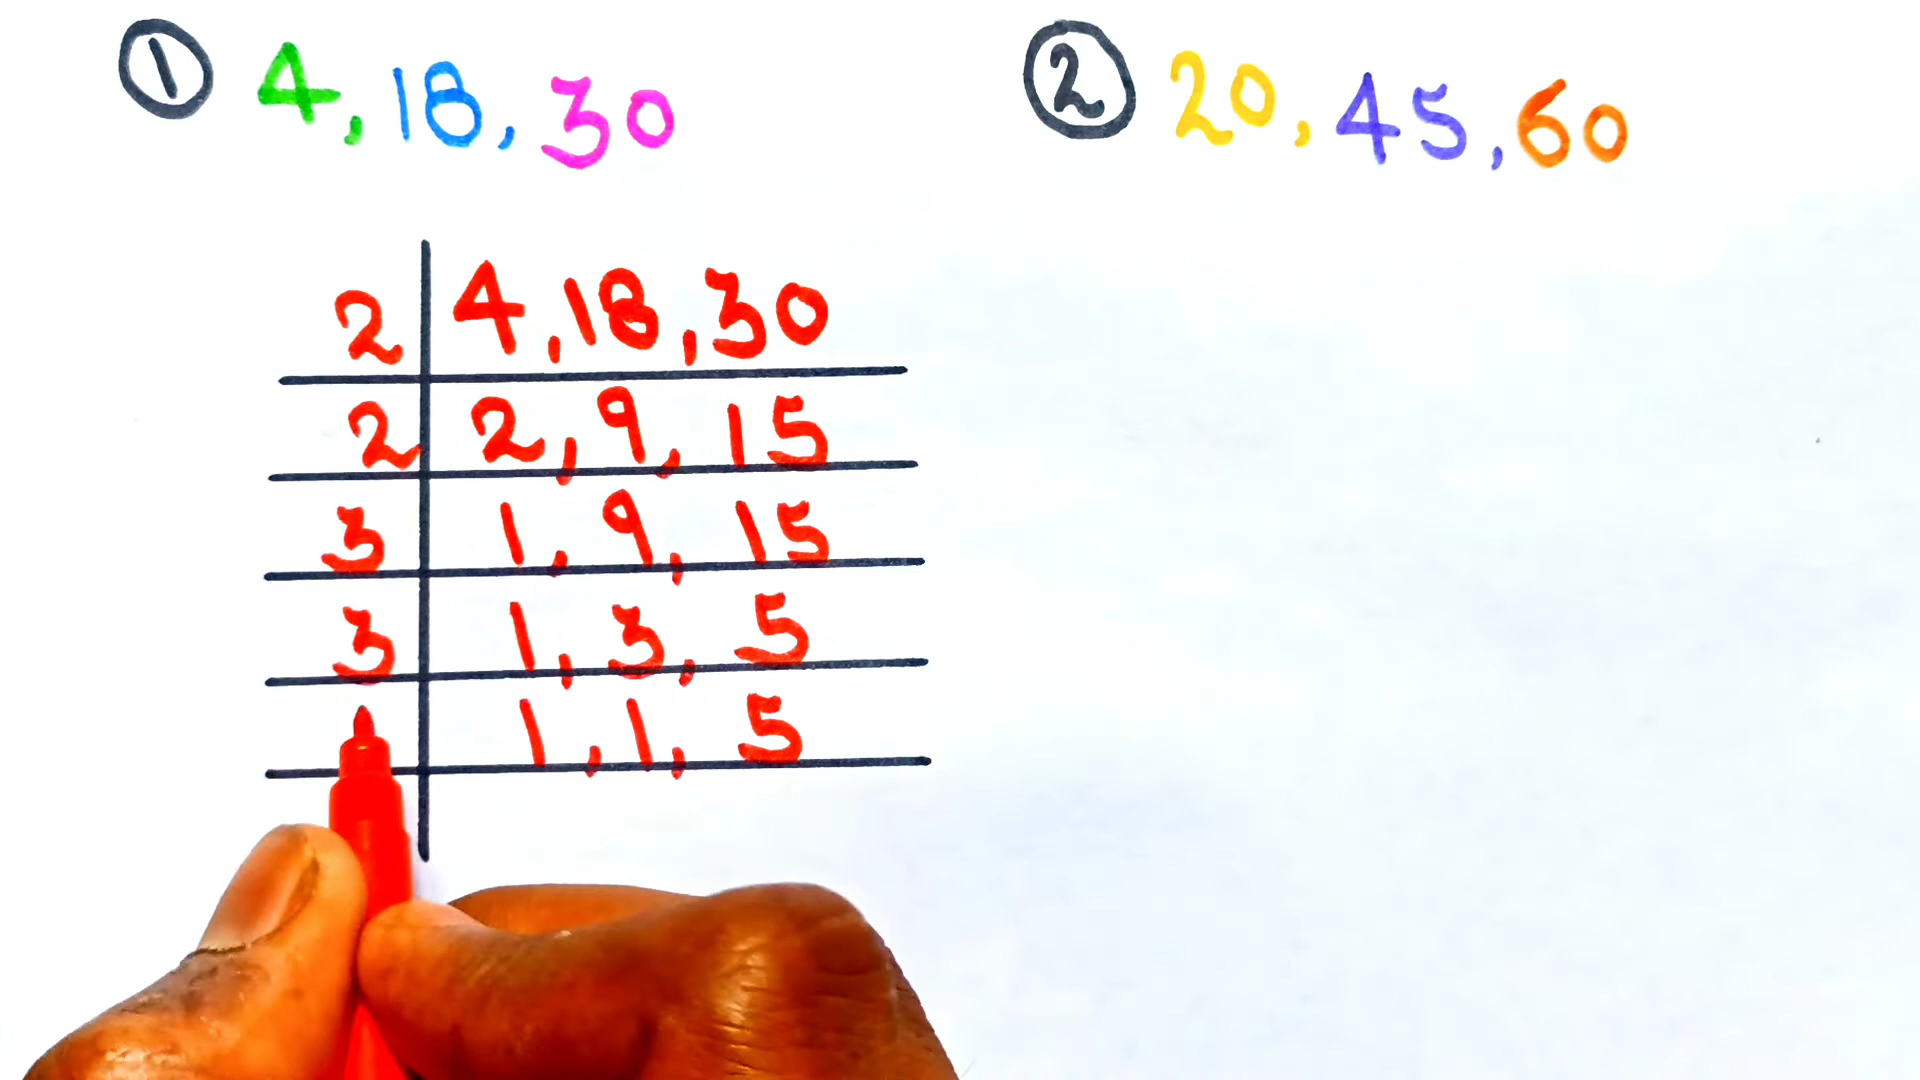 1 4, 18, 30
2 20, 45, 60
2 4, 18, 30
2 2, 9, 15
3 1, 9, 15
3 1, 3, 5
1, 1, 5